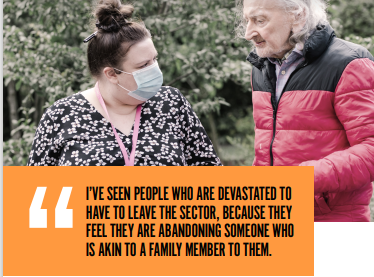 “
I’VE SEEN PEOPLE WHO ARE DEVASTATED TO
HAVE TO LEAVE THE SECTOR, BECAUSE THEY
FEEL THEY ARE ABANDONING SOMEONE WHO
IS AKIN TO A FAMILY MEMBER TO THEM.